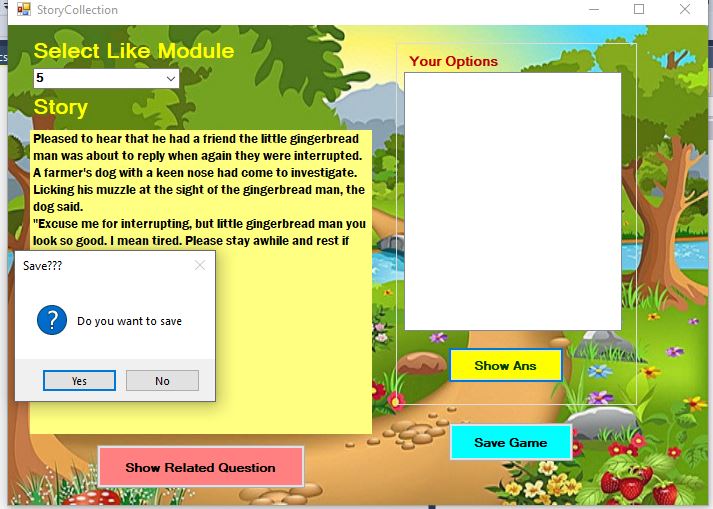 StoryCollection
Select Like Module
5
Story
Pleased to hear that he had a friend the little gingerbread
man was about to reply when again they were interrupted.
A farmer's dog with a keen nose had come to investigate.
Licking his muzzle at the sight of the gingerbread man, the
dog said.
"Excuse me for interrupting, but little gingerbread man you
look so good. I mean tired. Please stay awhile and rest if
Save???
Do you want to save
Yes
No
Show Related Question
Your Options
Show Ans
Save Game